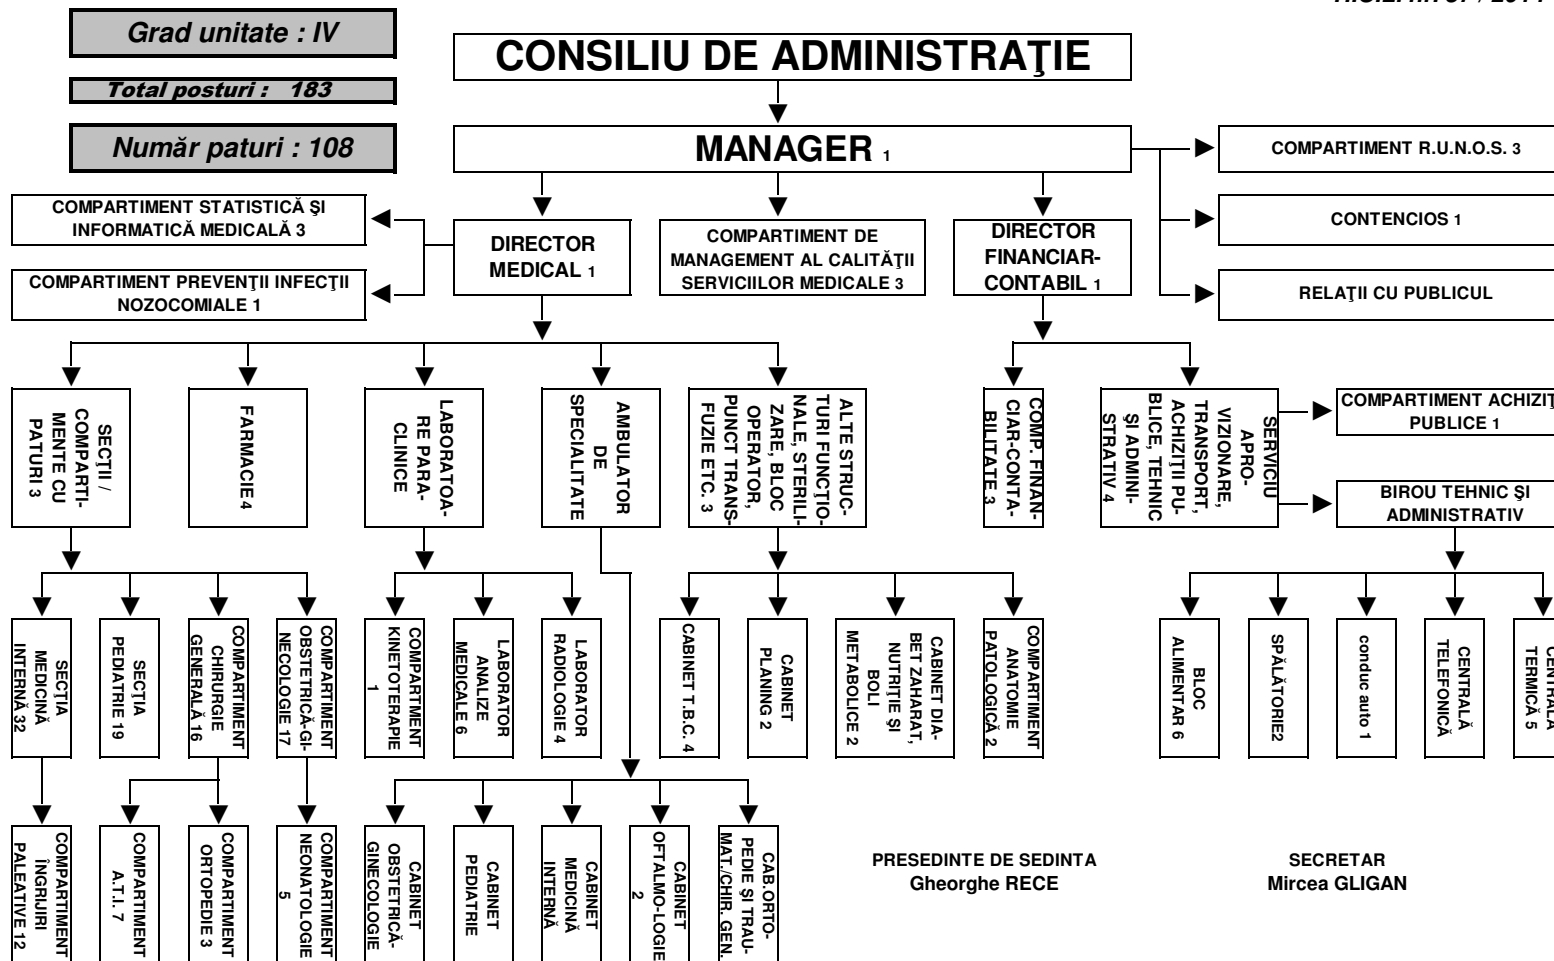 Grad unitate : IV
Total posturi : 183
Număr paturi : 108
CONSILIU DE ADMINISTRAŢIE
MANAGER 1
COMPARTIMENT R.U.N.O.S. 3
CONTENCIOS 1
RELAŢII CU PUBLICUL
COMPARTIMENT STATISTICĂ ŞI
INFORMATICĂ MEDICALĂ 3
COMPARTIMENT PREVENŢII INFECŢII
NOZOCOMIALE 1
DIRECTOR
MEDICAL 1
COMPARTIMENT DE
MANAGEMENT AL CALITĂŢII
SERVICIILOR MEDICALE 3
DIRECTOR
FINANCIAR-
CONTABIL 1
SECŢII /
COMPARTI-
MENTE CU
PATURI 3
FARMACIE 4
LABORATOA-
RE PARA-
CLINICE
AMBULATOR
DE
SPECIALITATE
ALTE STRUC-
TURI FUNCŢIO-
NALE, STERILI-
ZARE, BLOC
OPERATOR,
PUNCT TRANS-
FUZIE ETC. 3
COMP. FINAN-
CIAR-CONTA-
BILITATE 3
SERVICIU
APRO-
VIZIONARE,
TRANSPORT,
ACHIZIŢII PU-
BLICE, TEHNIC
ŞI ADMINI-
STRATIV 4
COMPARTIMENT ACHIZIŢ
PUBLICE 1
BIROU TEHNIC ŞI
ADMINISTRATIV
SECŢIA
MEDICINĂ
INTERNĂ 32
SECŢIA
PEDIATRIE 19
COMPARTIMENT
CHIRURGIE
GENERALĂ 16
COMPARTIMENT
OBSTETRICĂ-GI-
NECOLOGIE 17
COMPARTMENT
KINETOTERAPIE
1
LABORATOR
ANALIZE
MEDICALE 6
LABORATOR
RADIOLOGIE 4
CABINET T.B.C. 4
CABINET
PLANING 2
CABINET DIA-
BET ZAHARAT,
NUTRIŢIE ŞI
BOLI
METABOLICE 2
COMPARTIMENT
ANATOMIE
PATOLOGICĂ 2
BLOC
ALIMENTAR 6
SPĂLĂTORIE2
conduc auto 1
CENTRALĂ
TELEFONICĂ
CENTRALĂ
TERMICĂ 5
COMPARTIMENT
ÎNGRIJIRI
PALEATIVE 12
COMPARTIMENT
A.T.I. 7
COMPARTIMENT
ORTOPEDIE 3
COMPARTIMENT
NEONATOLOGIE
5
CABINET
OBSTETRICĂ-
GINECOLOGIE
CABINET
PEDIATRIE
CABINET
MEDICINĂ
INTERNĂ
CABINET
OFTALMO-LOGIE
2
CAB.ORTO-
PEDIE ŞI TRAU-
MAT./CHIR. GEN.
PRESEDINTE DE SEDINTA
Gheorghe RECE
SECRETAR
Mircea GLIGAN